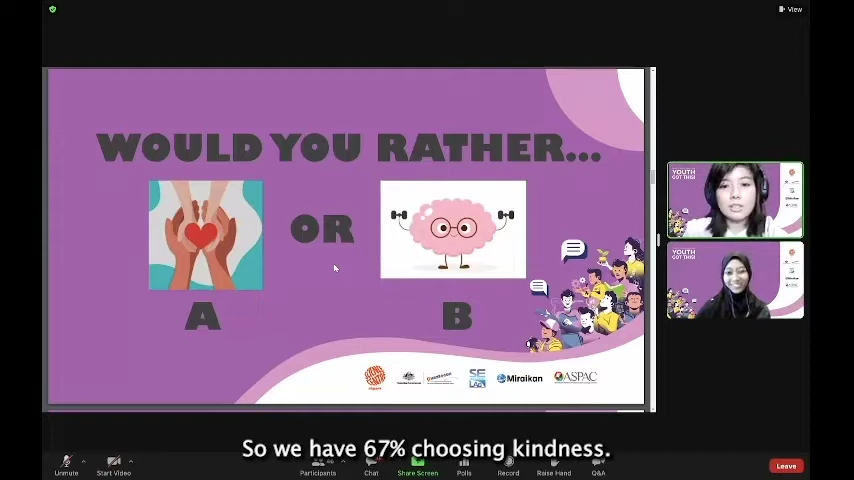 View
WOULD YOU RATHER...
OR
A
B
YOUTH
GOT THIS!
YOUTH
GOT THIS!
Miraikan
ASPAC
So we have 67% choosing kindness.
Unmute
Start Video
Participants
Chat
Share Screen
Polls
Record
Raise Hand
Q&A
Leave